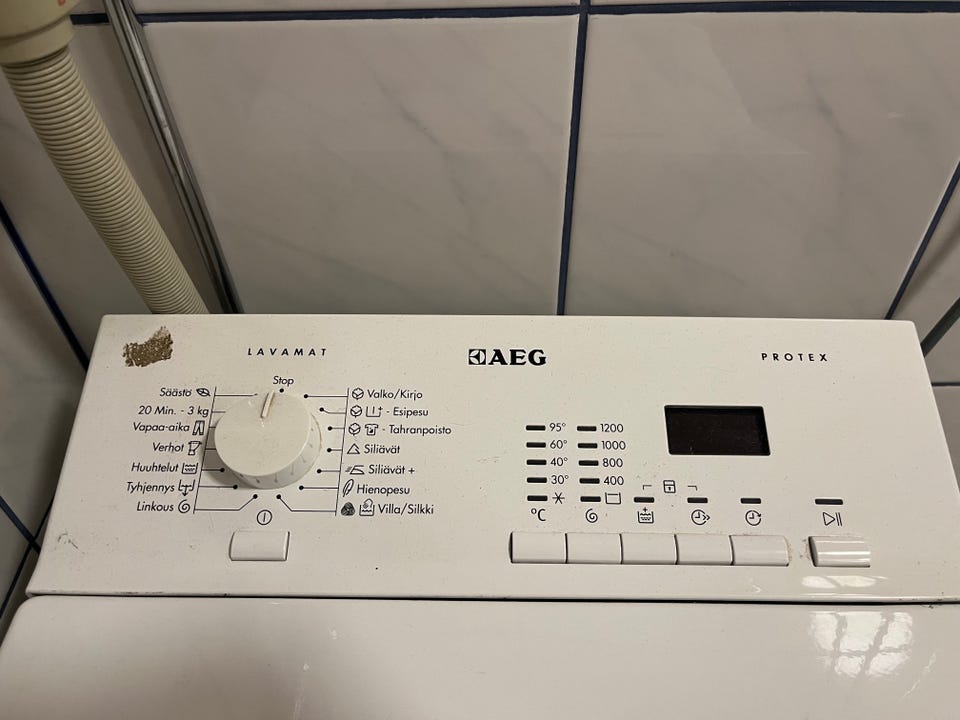 LAVAMAT
AEG
PROTEX
Stop
Säästö
20 Min. - 3 kg
Vapaa-aika
Verhot
Huuhtelut
Tyhjennys
Linkous
Valko/Kirjo
- Esipesu
- Tahranpoisto
Siliävät
Siliävät +
Hienopesu
Villa/Silkki
95° 1200
60° 1000
40° 800
30° 400
°C